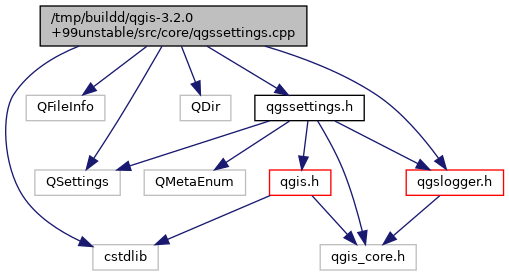 /tmp/buildd/qgis-3.2.0
+99unstable/src/core/qgssettings.cpp
QFileInfo
QDir
qgssettings.h
QSettings
QMetaEnum
qgis.h
qgslogger.h
cstdlib
qgis_core.h